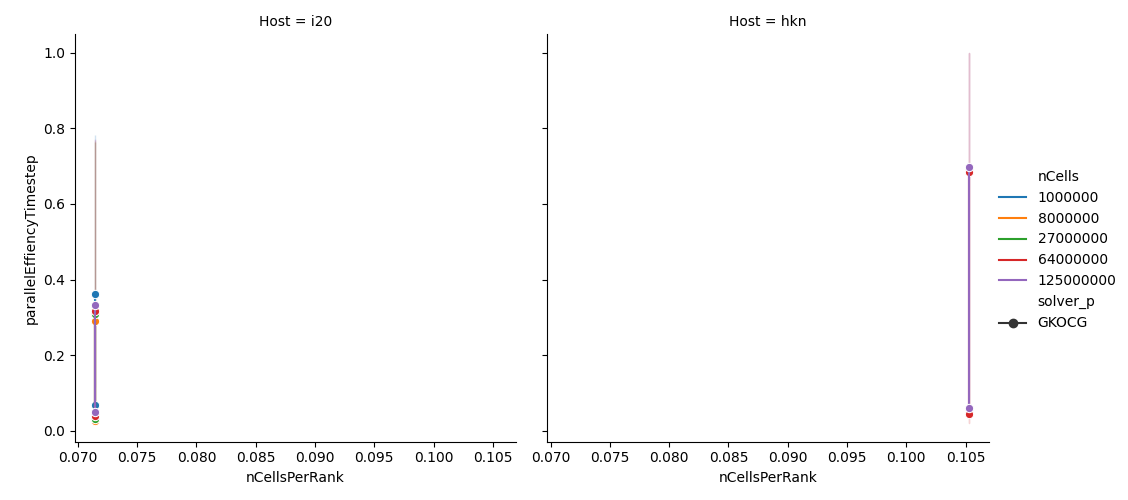 Host = i20
Host = hkn
1.0
0.8
0.6
0.4
0.2
0.0
parallelEffiencyTimestep
0.070 0.075 0.080 0.085 0.090 0.095 0.100 0.105
0.070 0.075 0.080 0.085 0.090 0.095 0.100 0.105
nCellsPerRank
nCellsPerRank
nCells
1000000
8000000
27000000
64000000
125000000
solver_p
GKOCG